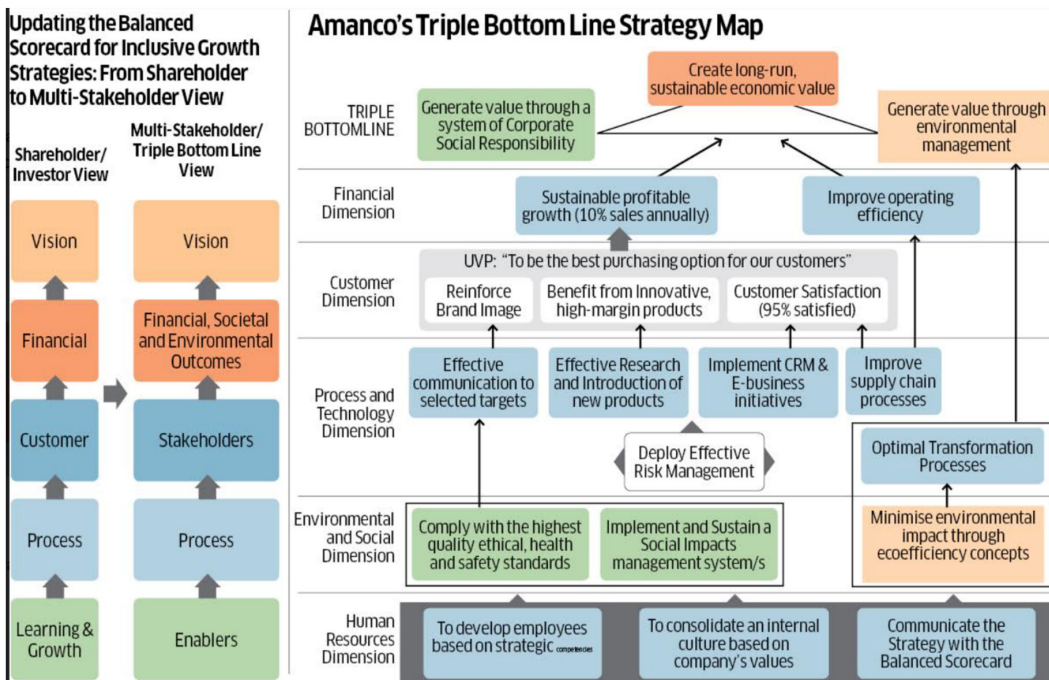 Updating the Balanced
Scorecard for Inclusive Growth
Strategies: From Shareholder
to Multi-Stakeholder View
Shareholder/
Investor View
Multi-Stakeholder/
Triple Bottom Line
View
Vision
Financial
Customer
Process
Learning &
Growth
Vision
Financial, Societal
and Environmental
Outcomes
Stakeholders
Process
Enablers
Amanco's Triple Bottom Line Strategy Map
TRIPLE
BOTTOMLINE
Generate value through a
system of Corporate
Social Responsibility
Create long-run,
sustainable economic value
Generate value through
environmental
management
Financial
Dimension
Sustainable profitable
growth (10% sales annually)
Improve operating
efficiency
Customer
Dimension
UVP: “To be the best purchasing option for our customers”
Reinforce
Brand Image
Benefit from Innovative,
high-margin products
Customer Satisfaction
(95% satisfied)
Process and
Technology
Dimension
Effective
communication to
selected targets
Effective Research
and Introduction of
new products
Implement CRM &
E-business
initiatives
Improve
supply chain
processes
Deploy Effective
Risk Management
Optimal Transformation
Processes
Environmental
and Social
Dimension
Comply with the highest
quality ethical, health
and safety standards
Implement and Sustain a
Social Impacts
management system/s
Minimise environmental
impact through
ecoefficiency concepts
Human
Resources
Dimension
To develop employees
based on strategic competencies
To consolidate an internal
culture based on
company's values
Communicate the
Strategy with the
Balanced Scorecard